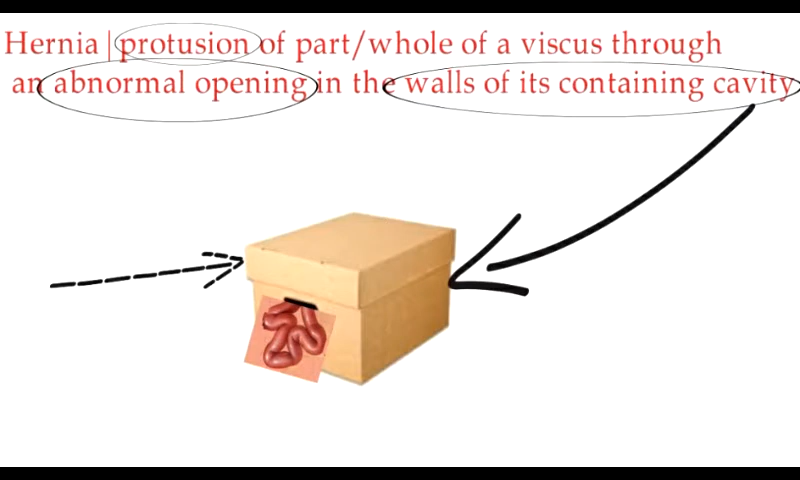 Hernia|protusion of part/whole of a viscus through
an abnormal opening in the walls of its containing cavity